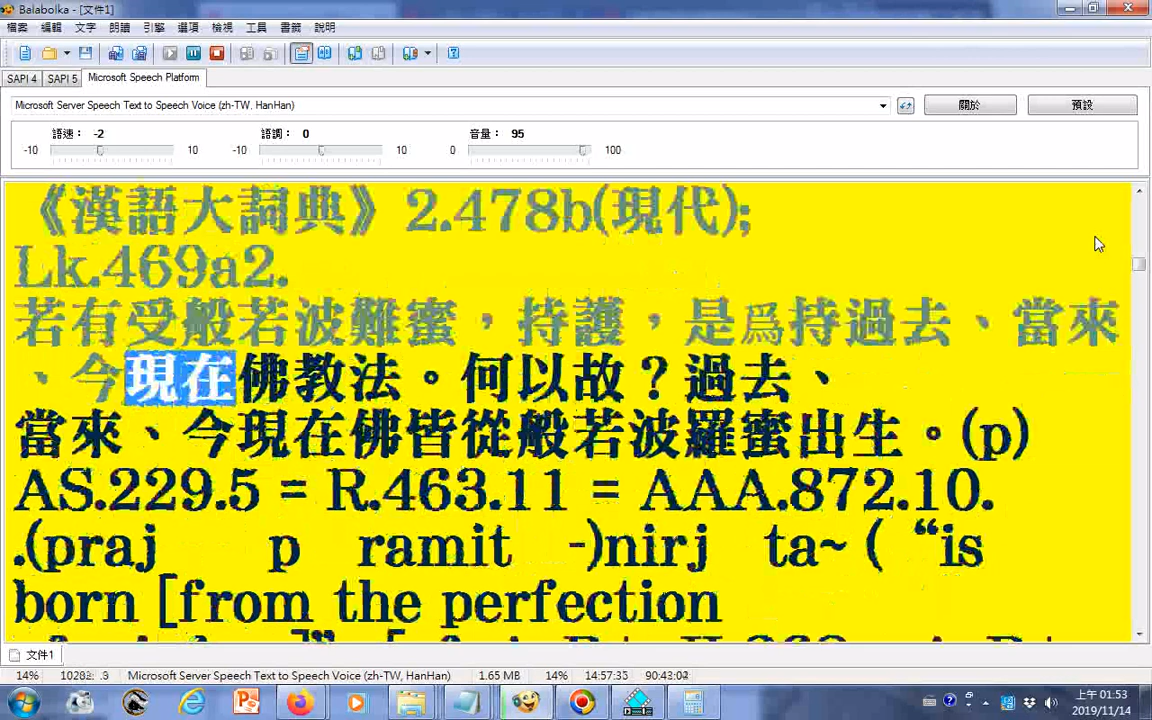 Balabolka - [文件1]
檔案 編輯 文字 朗讀 引擎 選項 檢視 工具 書籤 說明
SAPI 4 SAPI 5 Microsoft Speech Platform
Microsoft Server Speech Text to Speech Voice (zh-TW, HanHan) 關於 預設
語速： -2 語調： 0 音量： 95
-10 10 -10 10 0 100
《漢語大詞典》 2.478b(現代);
Lk.469a2.
若有受般若波難蜜，持護，是爲持過去、當來
、今現在佛教法。何以故？過去、
當來、今現在佛皆從般若波羅蜜出生。(p)
AS.229.5 = R.463.11 = AAA.872.10.
.(praj p ramit -)nirj ta~ ( “is
born [from the perfection
文件1
14% Microsoft Server Speech Text to Speech Voice (zh-TW, HanHan) 1.65 MB 14% 14:57:33
上午 01:53
2019/11/14